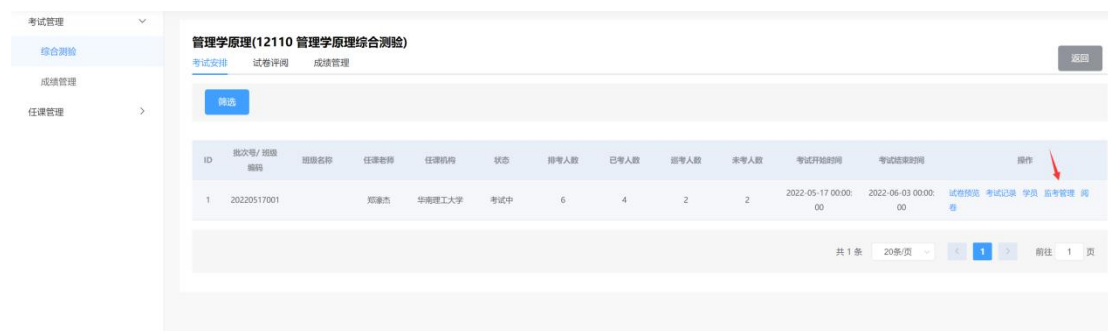 考试管理
综合测验
成绩管理
任课管理
管理学原理(12110 管理学原理综合测验)
考试安排 试卷评阅 成绩管理
返回
筛选
ID 批次号/ 班级编码 班级名称 任课老师 任课机构 状态 排考人数 已考人数 巡考人数 未考人数 考试开始时间 考试结束时间 操作
1 20220517001 华南理工大学 考试中 6 4 2 2 2022-05-17 00:00:00 2022-06-03 00:00:00 试卷预览 考试记录 学员 监考管理 阅卷
共 1 条 20条/页 < 1 > 前往 1 页